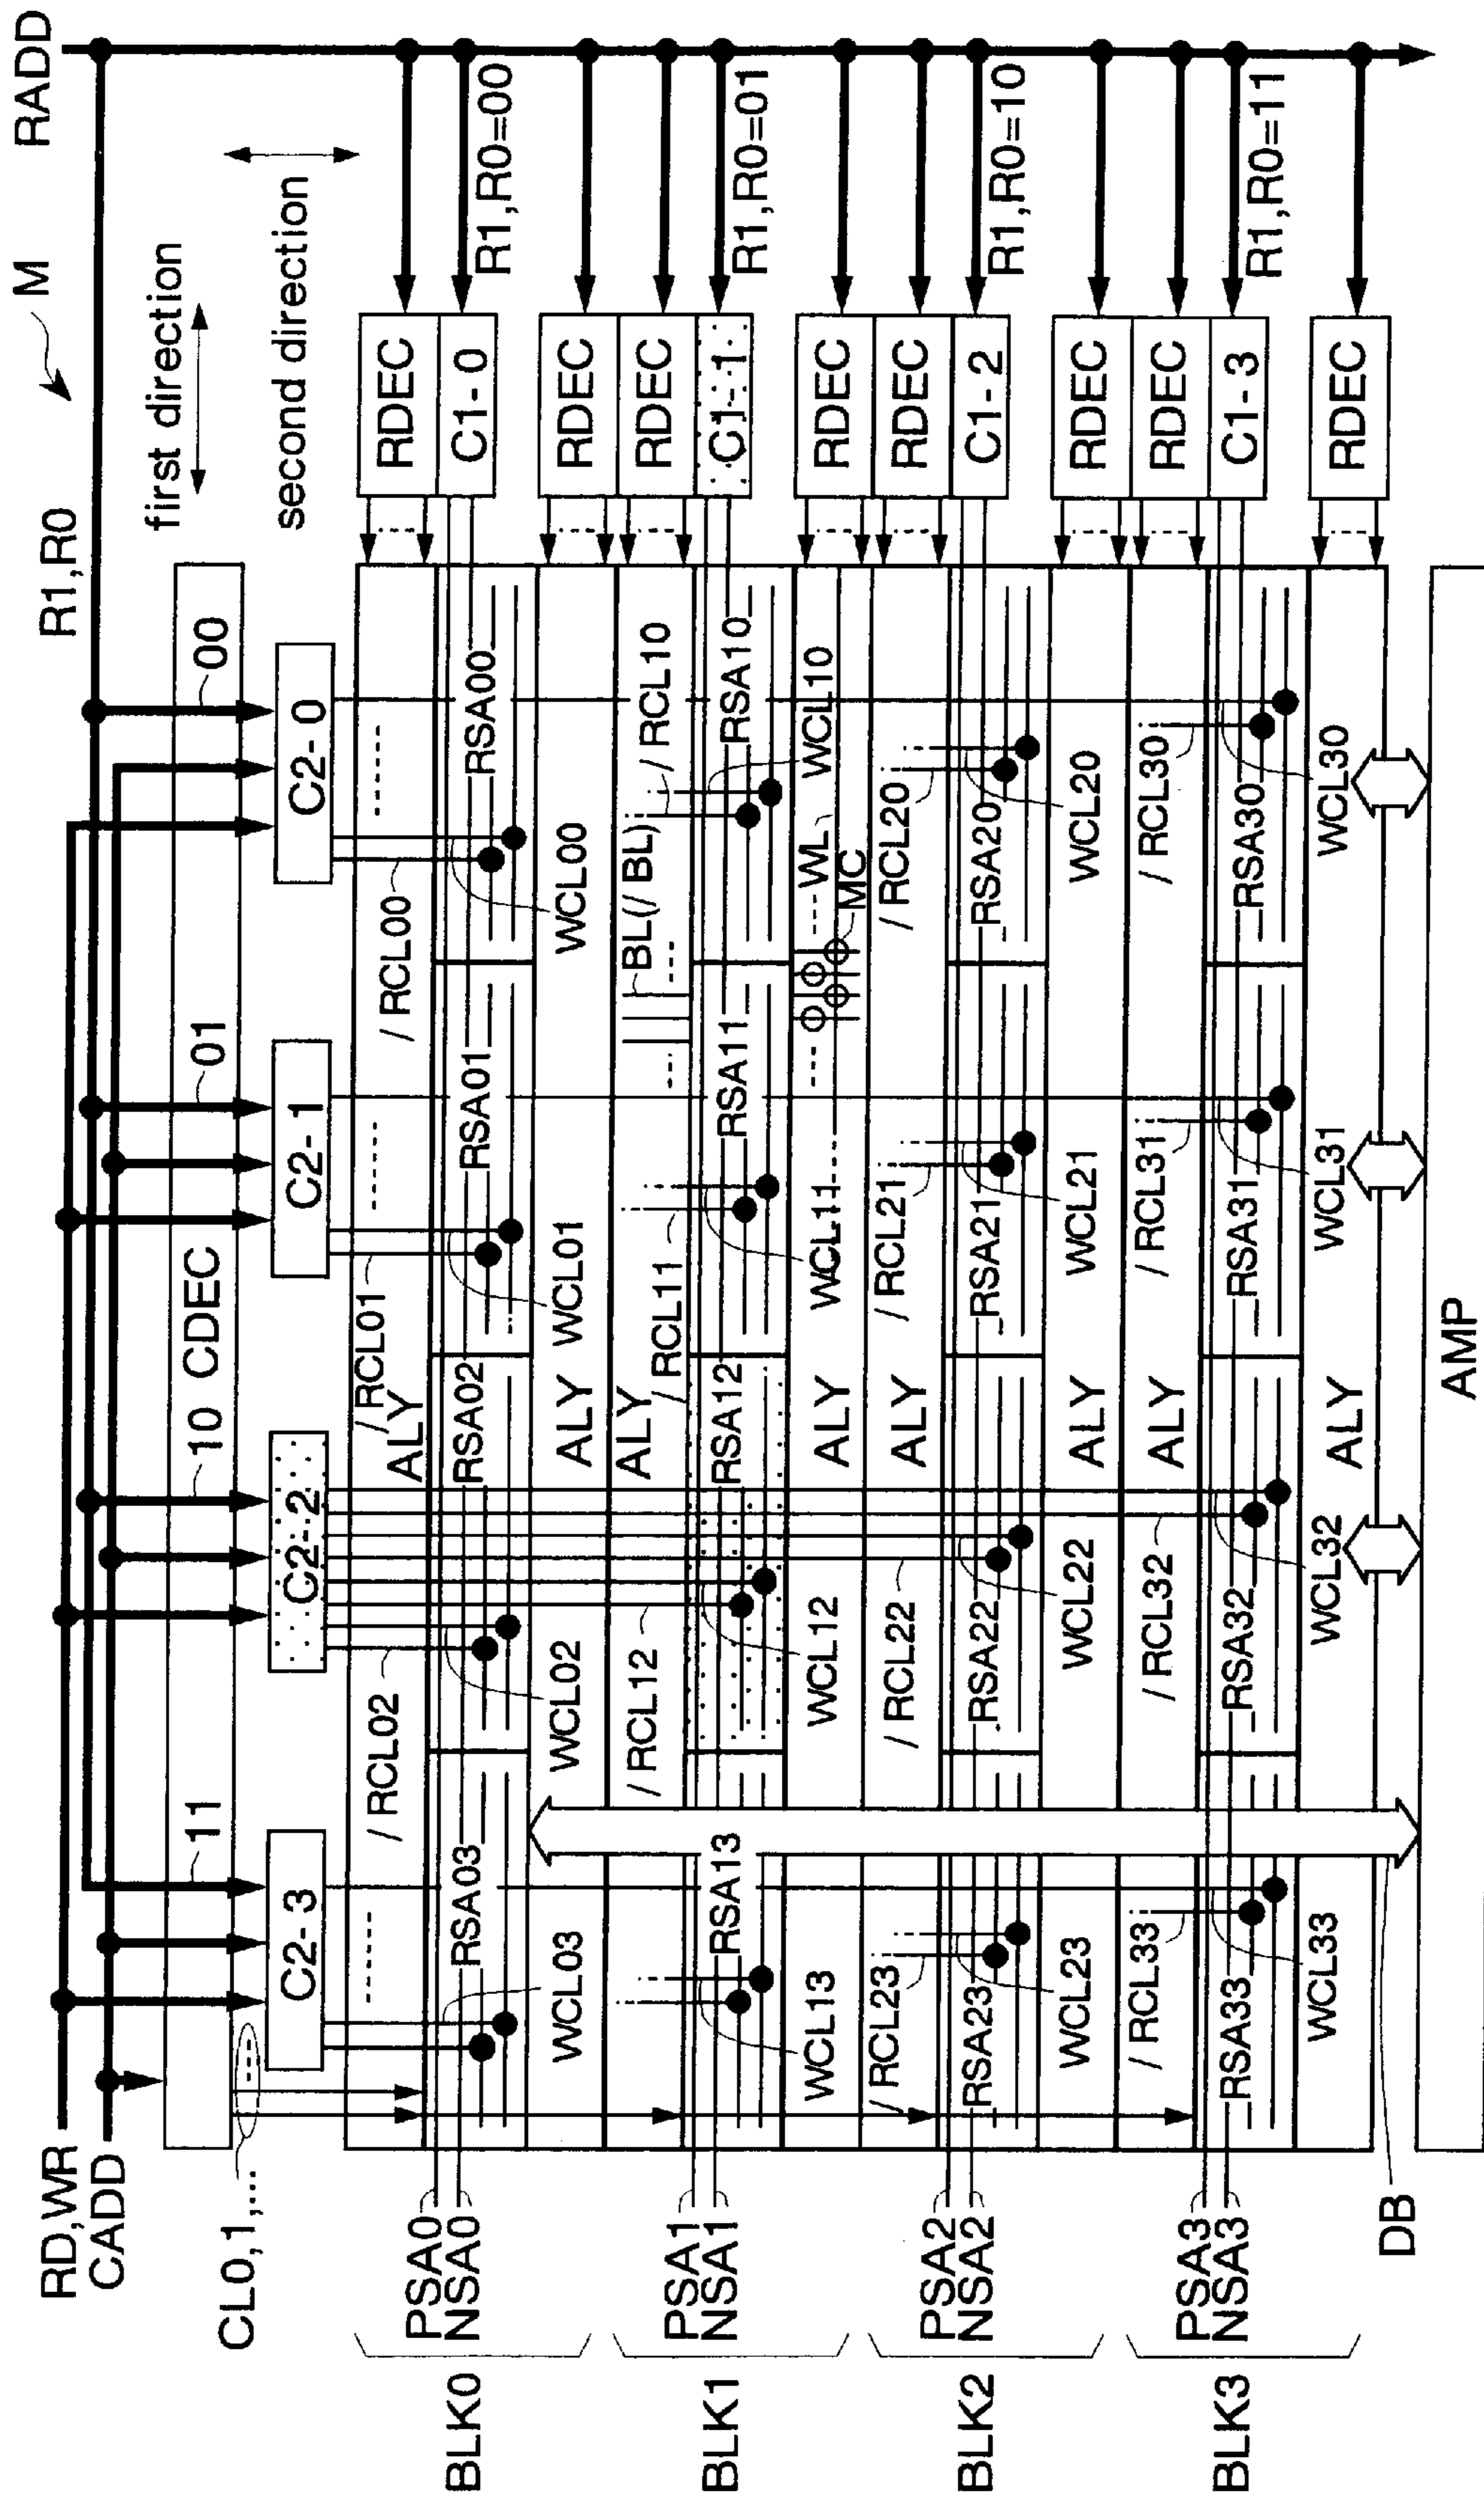 RADD
M
first direction
second direction
R1,R0
RD,WR
CADD
CL0,1,....
11
10 CDEC
01
00
C2-3
C2-2
C2-1
C2-0
RDEC
C1-0
R1,R0=00
RDEC
RDEC
C1-1
R1,R0=01
RDEC
RDEC
C1-2
R1,R0=10
RDEC
RDEC
C1-3
R1,R0=11
RDEC
BLK0
PSA0
NSA0
/RCL02
/RCL01
/RCL00
ALY
RSA03
RSA02
RSA01
RSA00
WCL03
WCL02
WCL01
WCL00
ALY
BLK1
PSA1
NSA1
/RCL12
ALY
/RCL11
BL(/BL)
/RCL10
RSA13
RSA12
RSA11
RSA10
WCL13
WCL12
ALY
WCL11
WL
MC
WCL10
BLK2
PSA2
NSA2
/RCL23
/RCL22
ALY
/RCL21
/RCL20
RSA23
RSA22
RSA21
RSA20
WCL23
WCL22
ALY
WCL21
WCL20
BLK3
PSA3
NSA3
/RCL33
/RCL32
ALY
/RCL31
/RCL30
RSA33
RSA32
RSA31
RSA30
WCL33
WCL32
ALY
WCL31
WCL30
DB
AMP